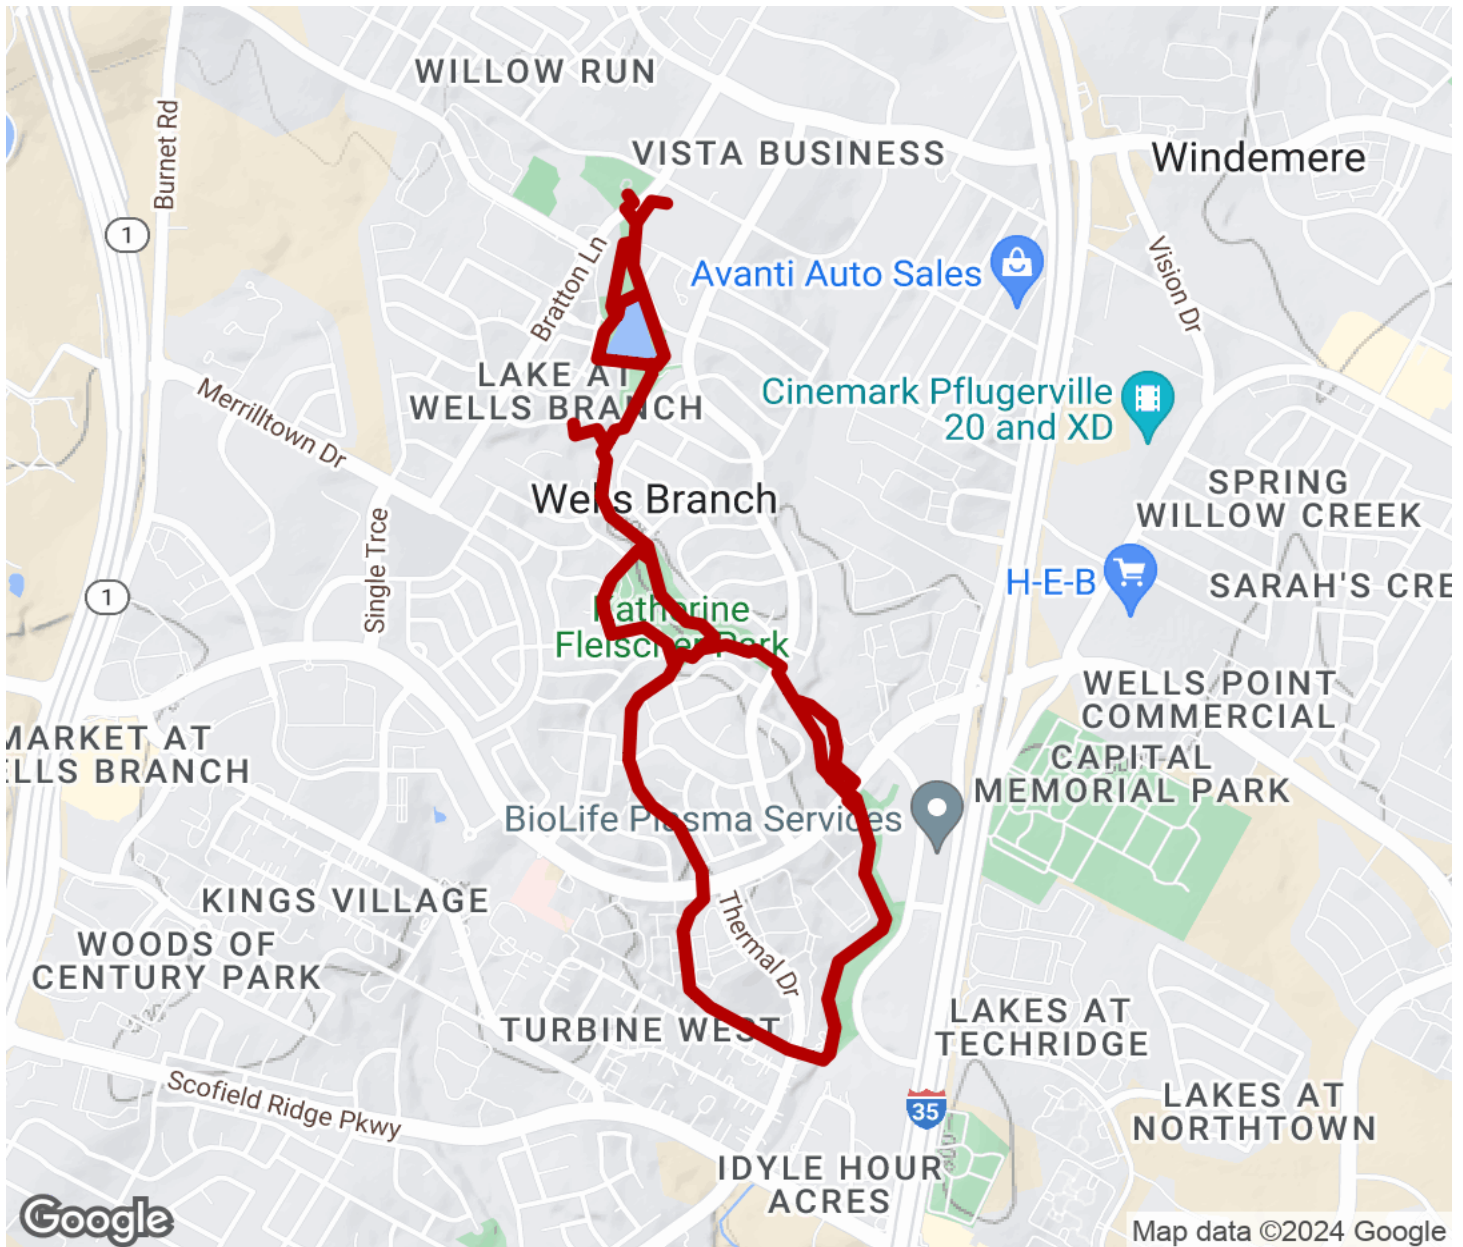 WILLOW RUN
Burnet Rd
VISTA BUSINESS
Windemere
1
Bratton Ln
Avanti Auto Sales
Vision Dr
LAKE AT
WELLS BRANCH
Cinemark Pflugerville
20 and XD
Merrilltown Dr
Wells Branch
SPRING
WILLOW CREEK
Single Trce
1
H-E-B
SARAH'S CRE
Katherine
Fleischer Park
WELLS POINT
COMMERCIAL
MARKET AT
ELLS BRANCH
CAPITAL
MEMORIAL PARK
BioLife Plasma Services
KINGS VILLAGE
Thermal Dr
WOODS OF
CENTURY PARK
TURBINE WEST
LAKES AT
TECHRIDGE
Scofield Ridge Pkwy
35
LAKES AT
NORTHTOWN
IDYLE HOUR
ACRES
Google
Map data ©2024 Google